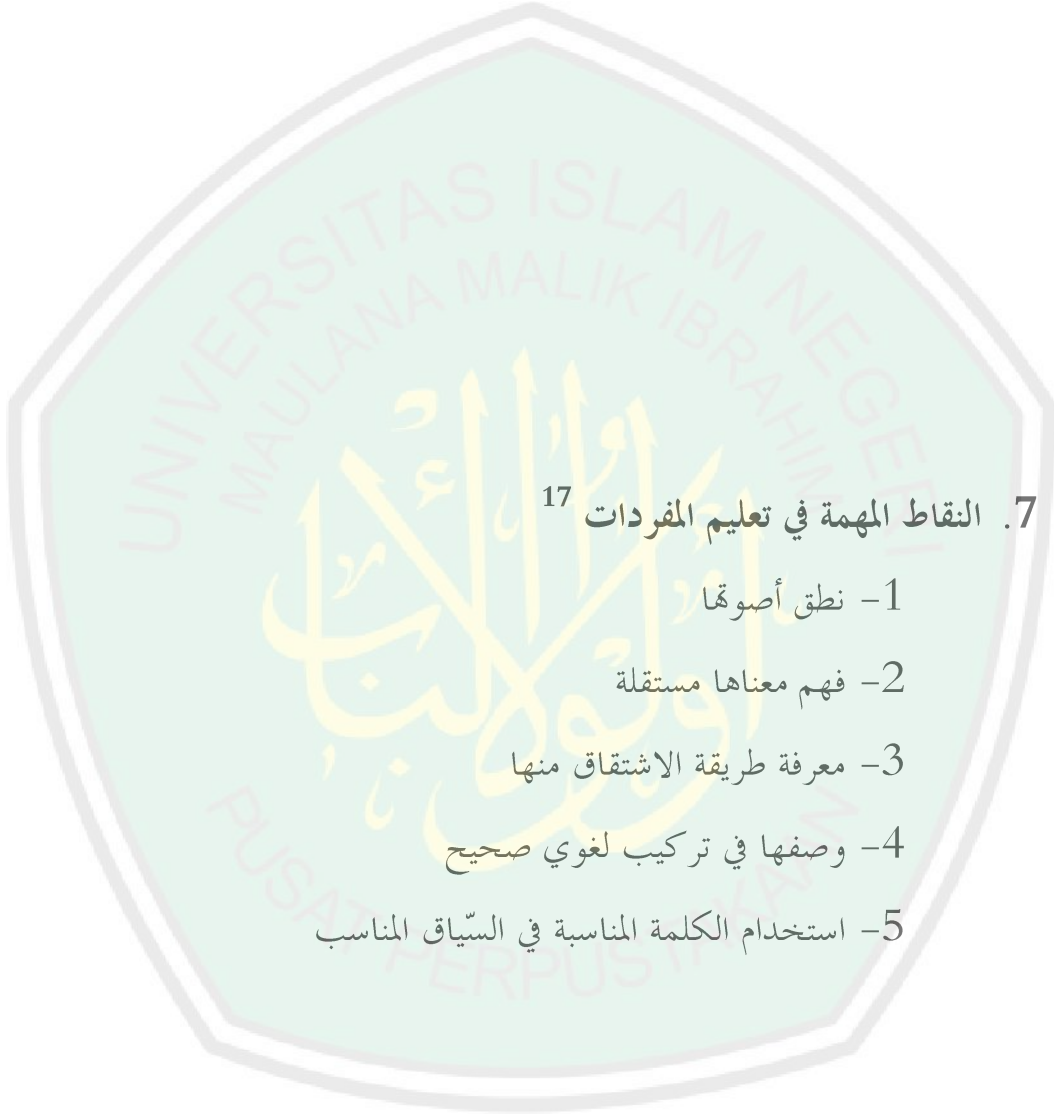 UNIVERSITAS ISLAM NEGERI
MAULANA MALIK IBRAHIM
7. النقاط المهمة في تعليم المفردات 17
1- نطق أصوتها
2- فهم معناها مستقلة
3- معرفة طريقة الاشتقاق منها
4- وصفها في تركيب لغوي صحيح
5- استخدام الكلمة المناسبة في السّياق المناسب
PUSAT PERPUSTAKAAN